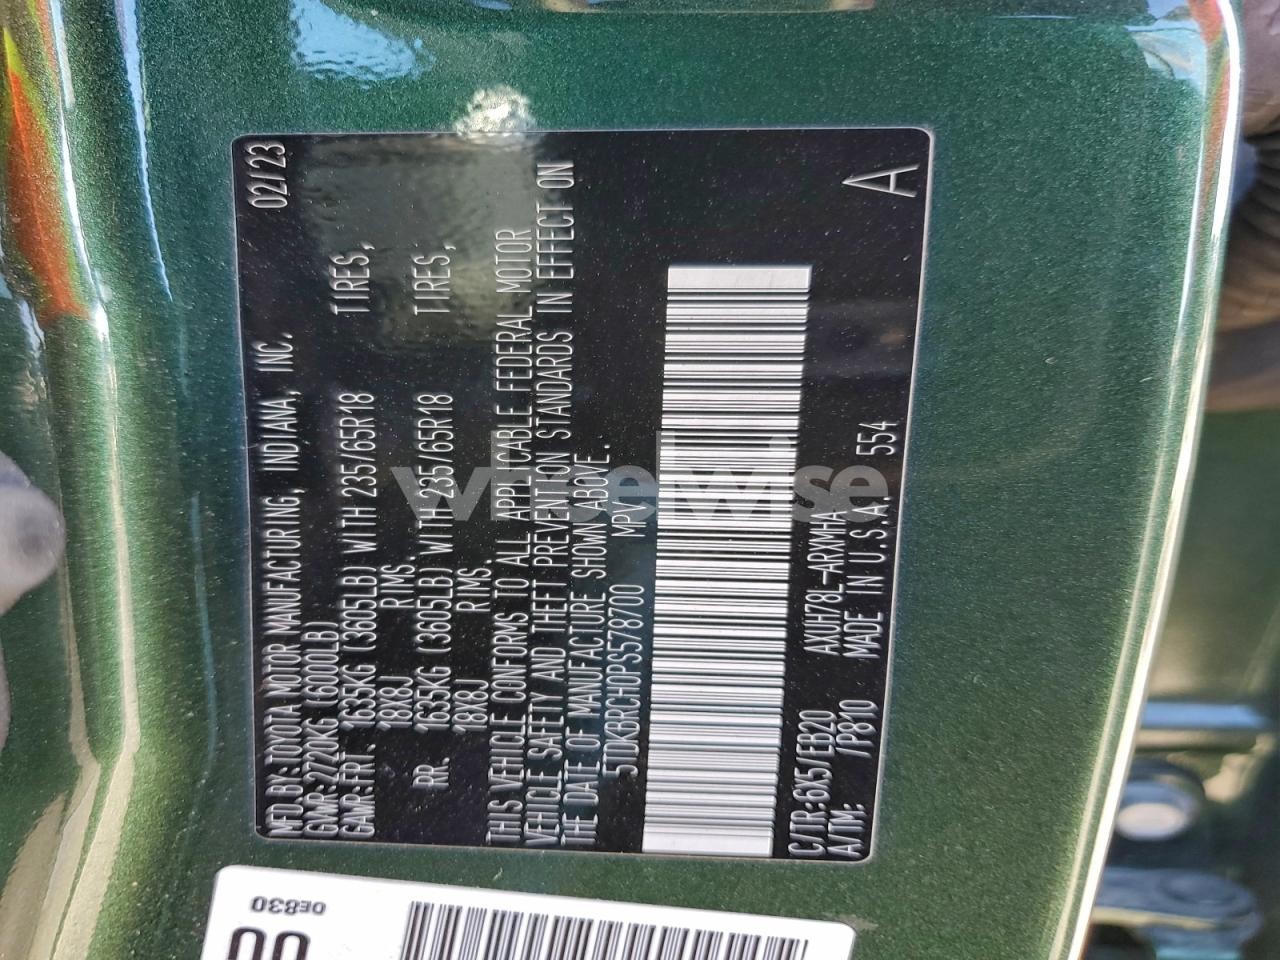 MFD.BY:TOYOTA MOTOR MANUFACTURING, INDIANA, INC. 02/23
GVWR:2720KG (6000LB)
GAWR:FRT. 1635KG (3605LB) WITH 235/65R18 TIRES,
18X8J RIMS.
RR. 1635KG (3605LB) WITH 235/65R18 TIRES,
18X8J RIMS.
THIS VEHICLE CONFORMS TO ALL APPLICABLE FEDERAL MOTOR
VEHICLE SAFETY AND THEFT PREVENTION STANDARDS IN EFFECT ON
THE DATE OF MANUFACTURE SHOWN ABOVE.
5TDKBRCH0PS578700 MPV
C/TR:6X5/EB20 AXUH78L-ARXMHA
A/TM: /P810 MADE IN U.S.A. 554
A
wheelwise
0E830